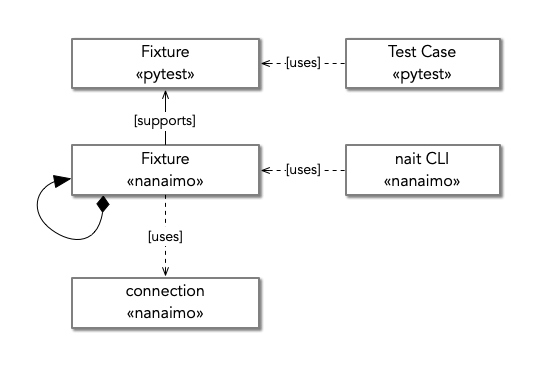 Fixture
«pytest»
[uses]
Test Case
«pytest»
[supports]
Fixture
«nanaimo»
[uses]
nait CLI
«nanaimo»
[uses]
connection
«nanaimo»